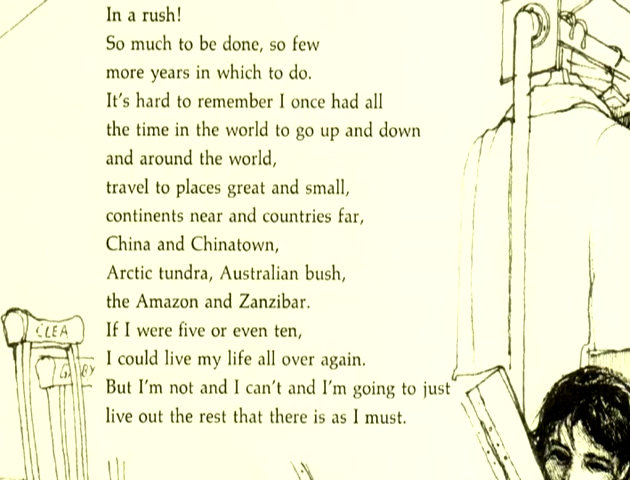 In a rush!
So much to be done, so few
more years in which to do.
It's hard to remember I once had all
the time in the world to go up and down
and around the world,
travel to places great and small,
continents near and countries far,
China and Chinatown,
Arctic tundra, Australian bush,
the Amazon and Zanzibar.
If I were five or even ten,
I could live my life all over again.
But I'm not and I can't and I'm going to just
live out the rest that there is as I must.
CLEA